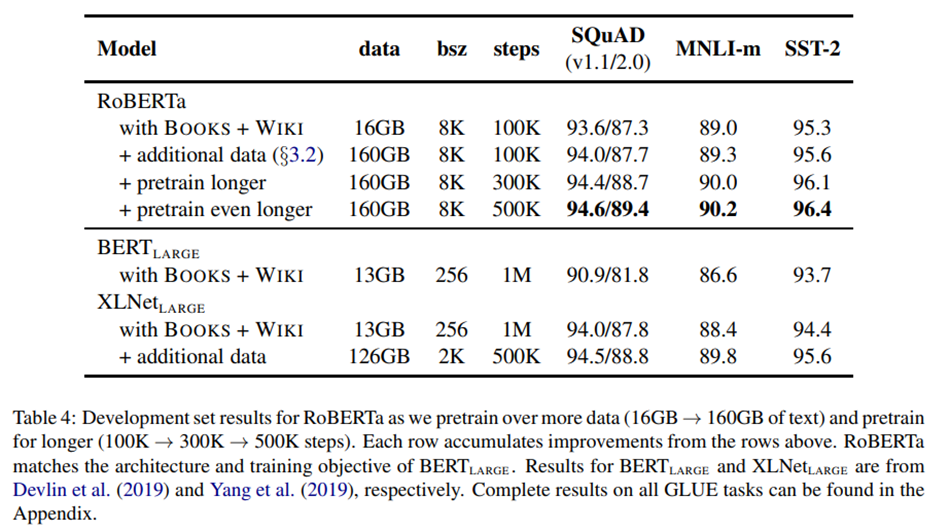 Model data bsz steps SQuAD (v1.1/2.0) MNLI-m SST-2
RoBERTa
with BOOKS + WIKI 16GB 8K 100K 93.6/87.3 89.0 95.3
+ additional data (§3.2) 160GB 8K 100K 94.0/87.7 89.3 95.6
+ pretrain longer 160GB 8K 300K 94.4/88.7 90.0 96.1
+ pretrain even longer 160GB 8K 500K 94.6/89.4 90.2 96.4
BERT LARGE
with BOOKS + WIKI 13GB 256 1M 90.9/81.8 86.6 93.7
XLNet LARGE
with BOOKS + WIKI 13GB 256 1M 94.0/87.8 88.4 94.4
+ additional data 126GB 2K 500K 94.5/88.8 89.8 95.6
Table 4: Development set results for RoBERTa as we pretrain over more data (16GB → 160GB of text) and pretrain
for longer (100K → 300K → 500K steps). Each row accumulates improvements from the rows above. RoBERTa
matches the architecture and training objective of BERT LARGE. Results for BERT LARGE and XLNet LARGE are from
Devlin et al. (2019) and Yang et al. (2019), respectively. Complete results on all GLUE tasks can be found in the
Appendix.